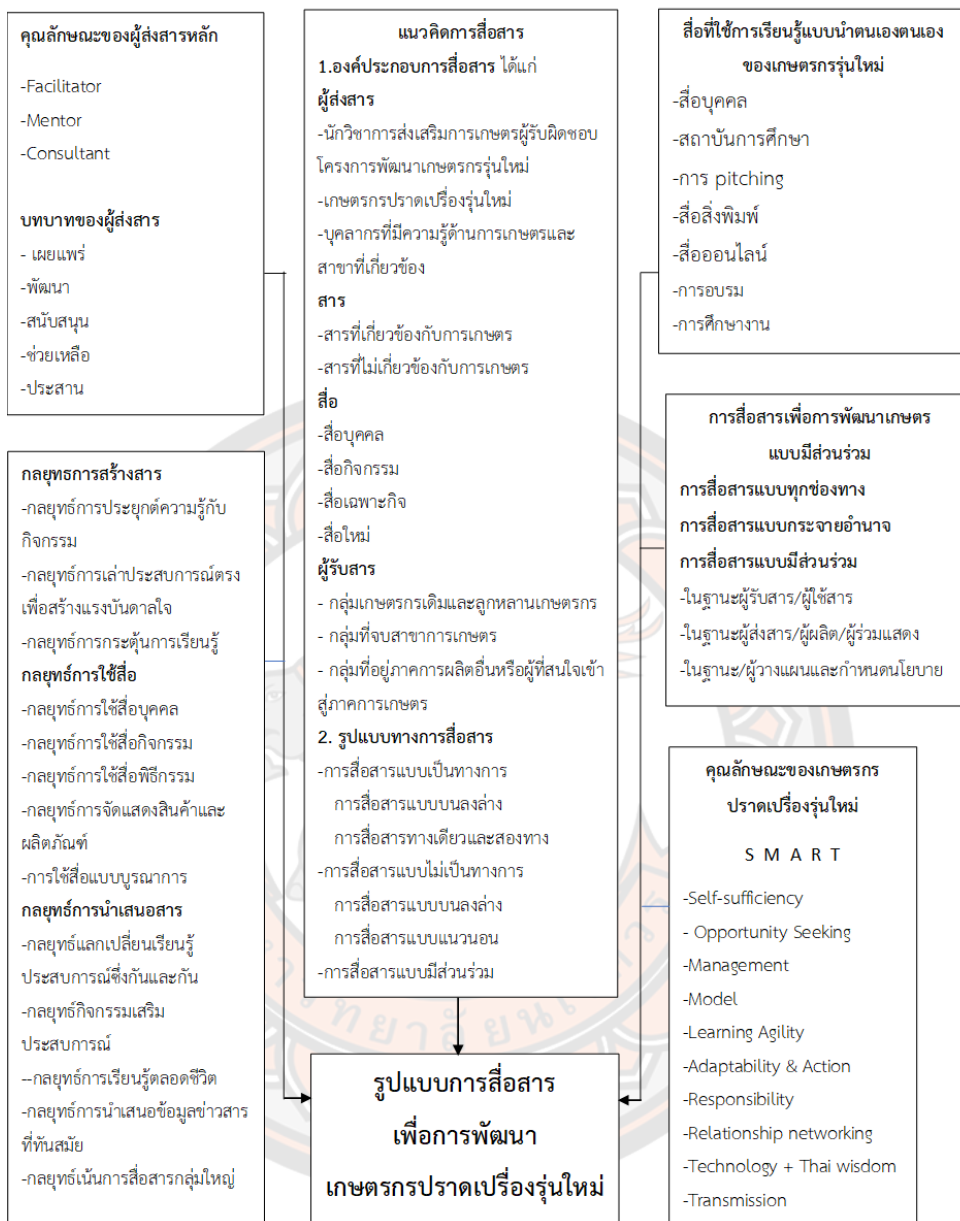 คุณลักษณะของผู้ส่งสารหลัก
-Facilitator
-Mentor
-Consultant
บทบาทของผู้ส่งสาร
- เผยแพร่
-พัฒนา
-สนับสนุน
-ช่วยเหลือ
-ประสาน
กลยุทธการสร้างสาร
-กลยุทธ์การประยุกต์ความรู้กับ
กิจกรรม
-กลยุทธ์การเล่าประสบการณ์ตรง
เพื่อสร้างแรงบันดาลใจ
-กลยุทธ์การกระตุ้นการเรียนรู้
กลยุทธ์การใช้สื่อ
-กลยุทธ์การใช้สื่อบุคคล
-กลยุทธ์การใช้สื่อกิจกรรม
-กลยุทธ์การใช้สื่อพิธีกรรม
-กลยุทธ์การจัดแสดงสินค้าและ
ผลิตภัณฑ์
-การใช้สื่อแบบบูรณาการ
กลยุทธ์การนำเสนอสาร
-กลยุทธ์แลกเปลี่ยนเรียนรู้
ประสบการณ์ซึ่งกันและกัน
-กลยุทธ์กิจกรรมเสริม
ประสบการณ์
--กลยุทธ์การเรียนรู้ตลอดชีวิต
-กลยุทธ์การนำเสนอข้อมูลข่าวสาร
ที่ทันสมัย
-กลยุทธ์เน้นการสื่อสารกลุ่มใหญ่
แนวคิดการสื่อสาร
1.องค์ประกอบการสื่อสาร ได้แก่
ผู้ส่งสาร
-นักวิชาการส่งเสริมการเกษตรผู้รับผิดชอบ
โครงการพัฒนาเกษตรกรรุ่นใหม่
-เกษตรกรปราดเปรื่องรุ่นใหม่
-บุคลากรที่มีความรู้ด้านการเกษตรและ
สาขาที่เกี่ยวข้อง
สาร
-สารที่เกี่ยวข้องกับการเกษตร
-สารที่ไม่เกี่ยวข้องกับการเกษตร
สื่อ
-สื่อบุคคล
-สื่อกิจกรรม
-สื่อเฉพาะกิจ
-สื่อใหม่
ผู้รับสาร
- กลุ่มเกษตรกรเดิมและลูกหลานเกษตรกร
- กลุ่มที่จบสาขาการเกษตร
- กลุ่มที่อยู่ภาคการผลิตอื่นหรือผู้ที่สนใจเข้า
สู่ภาคการเกษตร
2. รูปแบบทางการสื่อสาร
-การสื่อสารแบบเป็นทางการ
การสื่อสารแบบบนลงล่าง
การสื่อสารทางเดียวและสองทาง
-การสื่อสารแบบไม่เป็นทางการ
การสื่อสารแบบบนลงล่าง
การสื่อสารแบบแนวนอน
-การสื่อสารแบบมีส่วนร่วม
รูปแบบการสื่อสาร
เพื่อการพัฒนา
เกษตรกรปราดเปรื่องรุ่นใหม่
สื่อที่ใช้การเรียนรู้แบบนำตนเองตนเอง
ของเกษตรกรรุ่นใหม่
-สื่อบุคคล
-สถาบันการศึกษา
-การ pitching
-สื่อสิ่งพิมพ์
-สื่อออนไลน์
-การอบรม
-การศึกษางาน
การสื่อสารเพื่อการพัฒนาเกษตร
แบบมีส่วนร่วม
การสื่อสารแบบทุกช่องทาง
การสื่อสารแบบกระจายอำนาจ
การสื่อสารแบบมีส่วนร่วม
-ในฐานะผู้รับสาร/ผู้ใช้สาร
-ในฐานะผู้ส่งสาร/ผู้ผลิต/ผู้ร่วมแสดง
-ในฐานะ/ผู้วางแผนและกำหนดนโยบาย
คุณลักษณะของเกษตรกร
ปราดเปรื่องรุ่นใหม่
S M A R T
-Self-sufficiency
- Opportunity Seeking
-Management
-Model
-Learning Agility
-Adaptability & Action
-Responsibility
-Relationship networking
-Technology + Thai wisdom
-Transmission